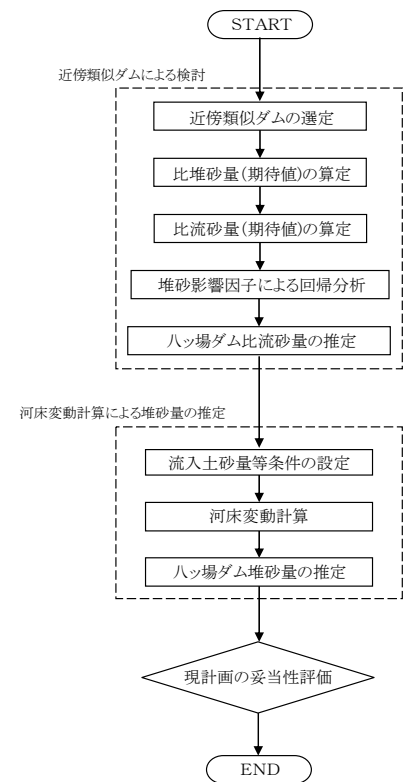 START
近傍類似ダムによる検討
近傍類似ダムの選定
比堆砂量(期待値)の算定
比流砂量(期待値)の算定
堆砂影響因子による回帰分析
八ッ場ダム比流砂量の推定
河床変動計算による堆砂量の推定
流入土砂量等条件の設定
河床変動計算
八ッ場ダム堆砂量の推定
現計画の妥当性評価
END